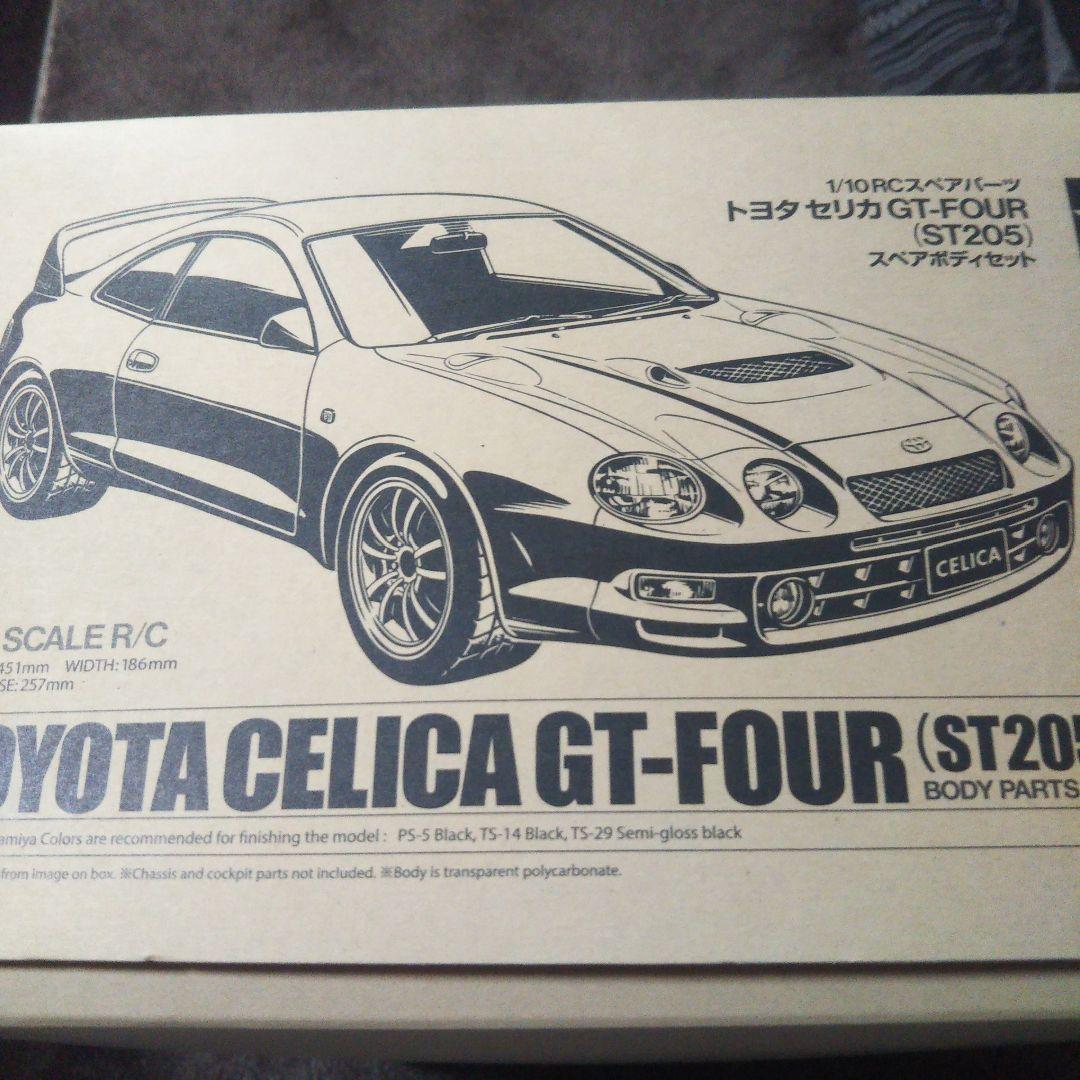 1/10RCスペアパーツ
トヨタ セリカ GT-FOUR
(ST205)
スペアボディセット
CELICA
SCALE R/C
451mm WIDTH: 186mm
SE: 257mm
OYOTA CELICA GT-FOUR (ST205
BODY PARTS
amiya Colors are recommended for finishing the model : PS-5 Black, TS-14 Black, TS-29 Semi-gloss black
from image on box. ※Chassis and cockpit parts not included. ※Body is transparent polycarbonate.